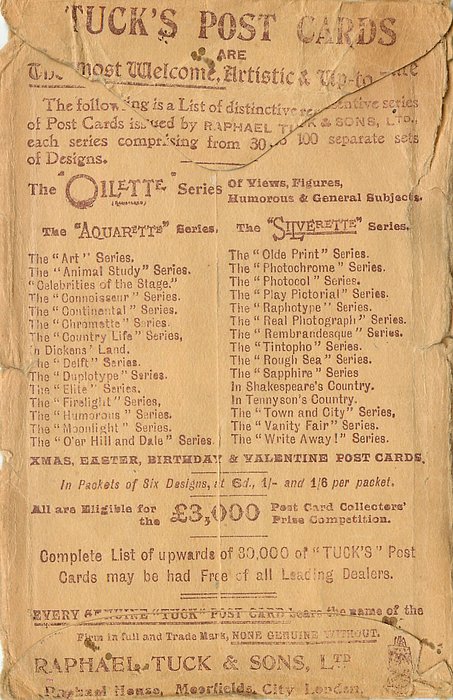 TUCK'S POST CARDS
ARE
The most Welcome, Artistic & Up-to
The following is a List of distinctive representative series
of Post Cards issued by RAPHAEL TUCK & SONS, LTD.,
each series comprising from 30 to 100 separate sets
of Designs.
The "OILETTE" Series Of Views, Figures,
Humorous & General Subjects.
The "AQUARETTE" Series. The "SILVERETTE" Series.
The "Art" Series.
The "Animal Study" Series.
"Celebrities of the Stage."
The "Connoisseur" Series.
The "Continental" Series.
The "Chromette" Series.
The "Country Life" Series,
In Dickens' Land.
The "Delft" Series.
The "Duplotype" Series.
The "Elite" Series.
The "Firelight" Series,
The "Humorous" Series.
The "Moonlight" Series.
The "O'er Hill and Dale" Series.
The "Olde Print" Series.
The "Photochrome" Series.
The "Photocol" Series.
The "Play Pictorial" Series.
The "Raphotype" Series.
The "Real Photograph" Series.
The "Rembrandesque" Series.
The "Tintopho" Series.
The "Rough Sea" Series.
The "Sapphire" Series
In Shakespeare's Country.
In Tennyson's Country.
The "Town and City" Series,
The "Vanity Fair" Series.
The "Write Away!" Series.
XMAS, EASTER, BIRTHDAY & VALENTINE POST CARDS.
In Packets of Six Designs, at 6d., 1/- and 1/6 per packet.
All are Eligible for
the £3,000 Post Card Collectors'
Prize Competition.
Complete List of upwards of 30,000 of "TUCK'S" Post
Cards may be had Free of all Leading Dealers.
EVERY GENUINE "TUCK" POST CARD bears the name of the
Firm in full and Trade Mark, NONE GENUINE WITHOUT.
RAPHAEL TUCK & SONS, LTD
Raphael House, Moorfields, City London.